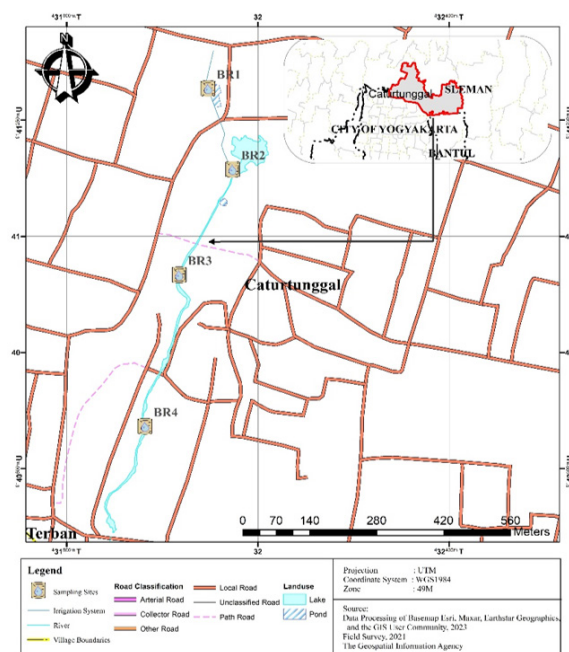 32
N
BR1
Caturtunggal
SLEMAN
CITY OF YOGYAKARTA
BANTUL
BR2
41
41
BR3
Caturtunggal
40
40
BR4
0 70 140 280 420 560
Meters
Terban
32
Legend
Sampling Sites
Irrigation System
River
Village Boundaries
Road Classification
Arterial Road
Collector Road
Other Road
Local Road
Unclassified Road
Path Road
Landuse
Lake
Pond
Projection : UTM
Coordinate System : WGS1984
Zone : 49M
Source:
Data Processing of Basemap Esri, Maxar, Earthstar Geographics,
and the GIS User Community, 2023
Field Survey, 2021
The Geospatial Information Agency